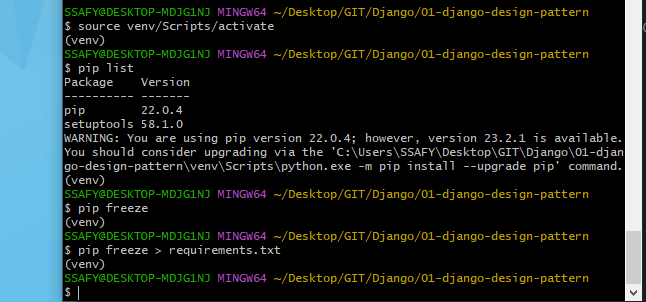 SSAFY@DESKTOP-MDJG1NJ MINGW64 ~/Desktop/GIT/Django/01-django-design-pattern
$ source venv/Scripts/activate
(venv)
SSAFY@DESKTOP-MDJG1NJ MINGW64 ~/Desktop/GIT/Django/01-django-design-pattern
$ pip list
Package    Version
---------- -------
pip        22.0.4
setuptools 58.1.0
WARNING: You are using pip version 22.0.4; however, version 23.2.1 is available.
You should consider upgrading via the 'C:\Users\SSAFY\Desktop\GIT\Django\01-djan
go-design-pattern\venv\Scripts\python.exe -m pip install --upgrade pip' command.
(venv)
SSAFY@DESKTOP-MDJG1NJ MINGW64 ~/Desktop/GIT/Django/01-django-design-pattern
$ pip freeze
(venv)
SSAFY@DESKTOP-MDJG1NJ MINGW64 ~/Desktop/GIT/Django/01-django-design-pattern
$ pip freeze > requirements.txt
(venv)
SSAFY@DESKTOP-MDJG1NJ MINGW64 ~/Desktop/GIT/Django/01-django-design-pattern
$